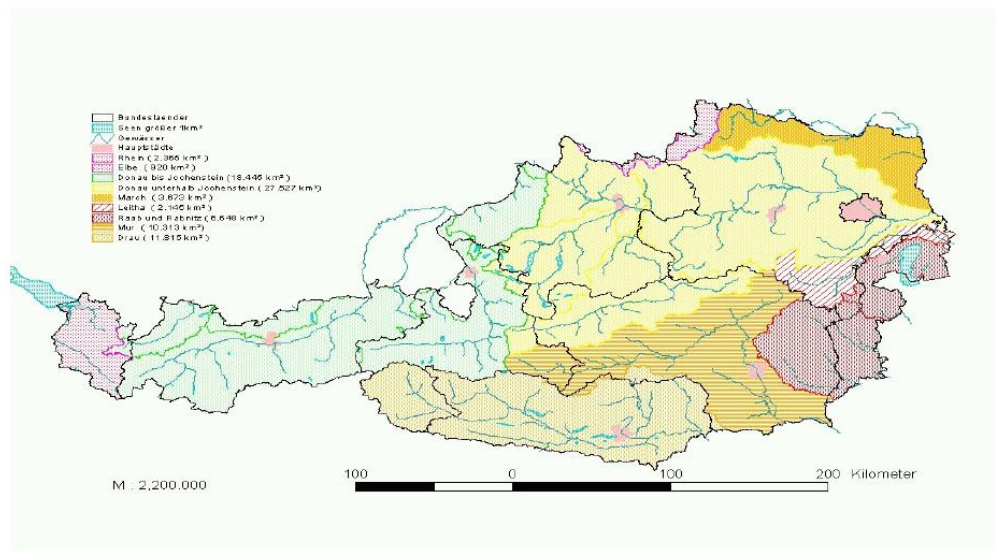 Bundeslaender
Seen größer 1km²
Gewässer
Hauptstädte
Rhein ( 2.366 km² )
Elbe ( 920 km² )
Donau bis Jochenstein (18.445 km² )
Donau unterhalb Jochenstein ( 27.527 km² )
March ( 3.673 km² )
Leitha ( 2.145 km² )
Raab und Rabnitz ( 6.648 km² )
Mur ( 10.313 km² )
Drau ( 11.815 km² )
100 0 100 200 Kilometer
M : 2,200.000